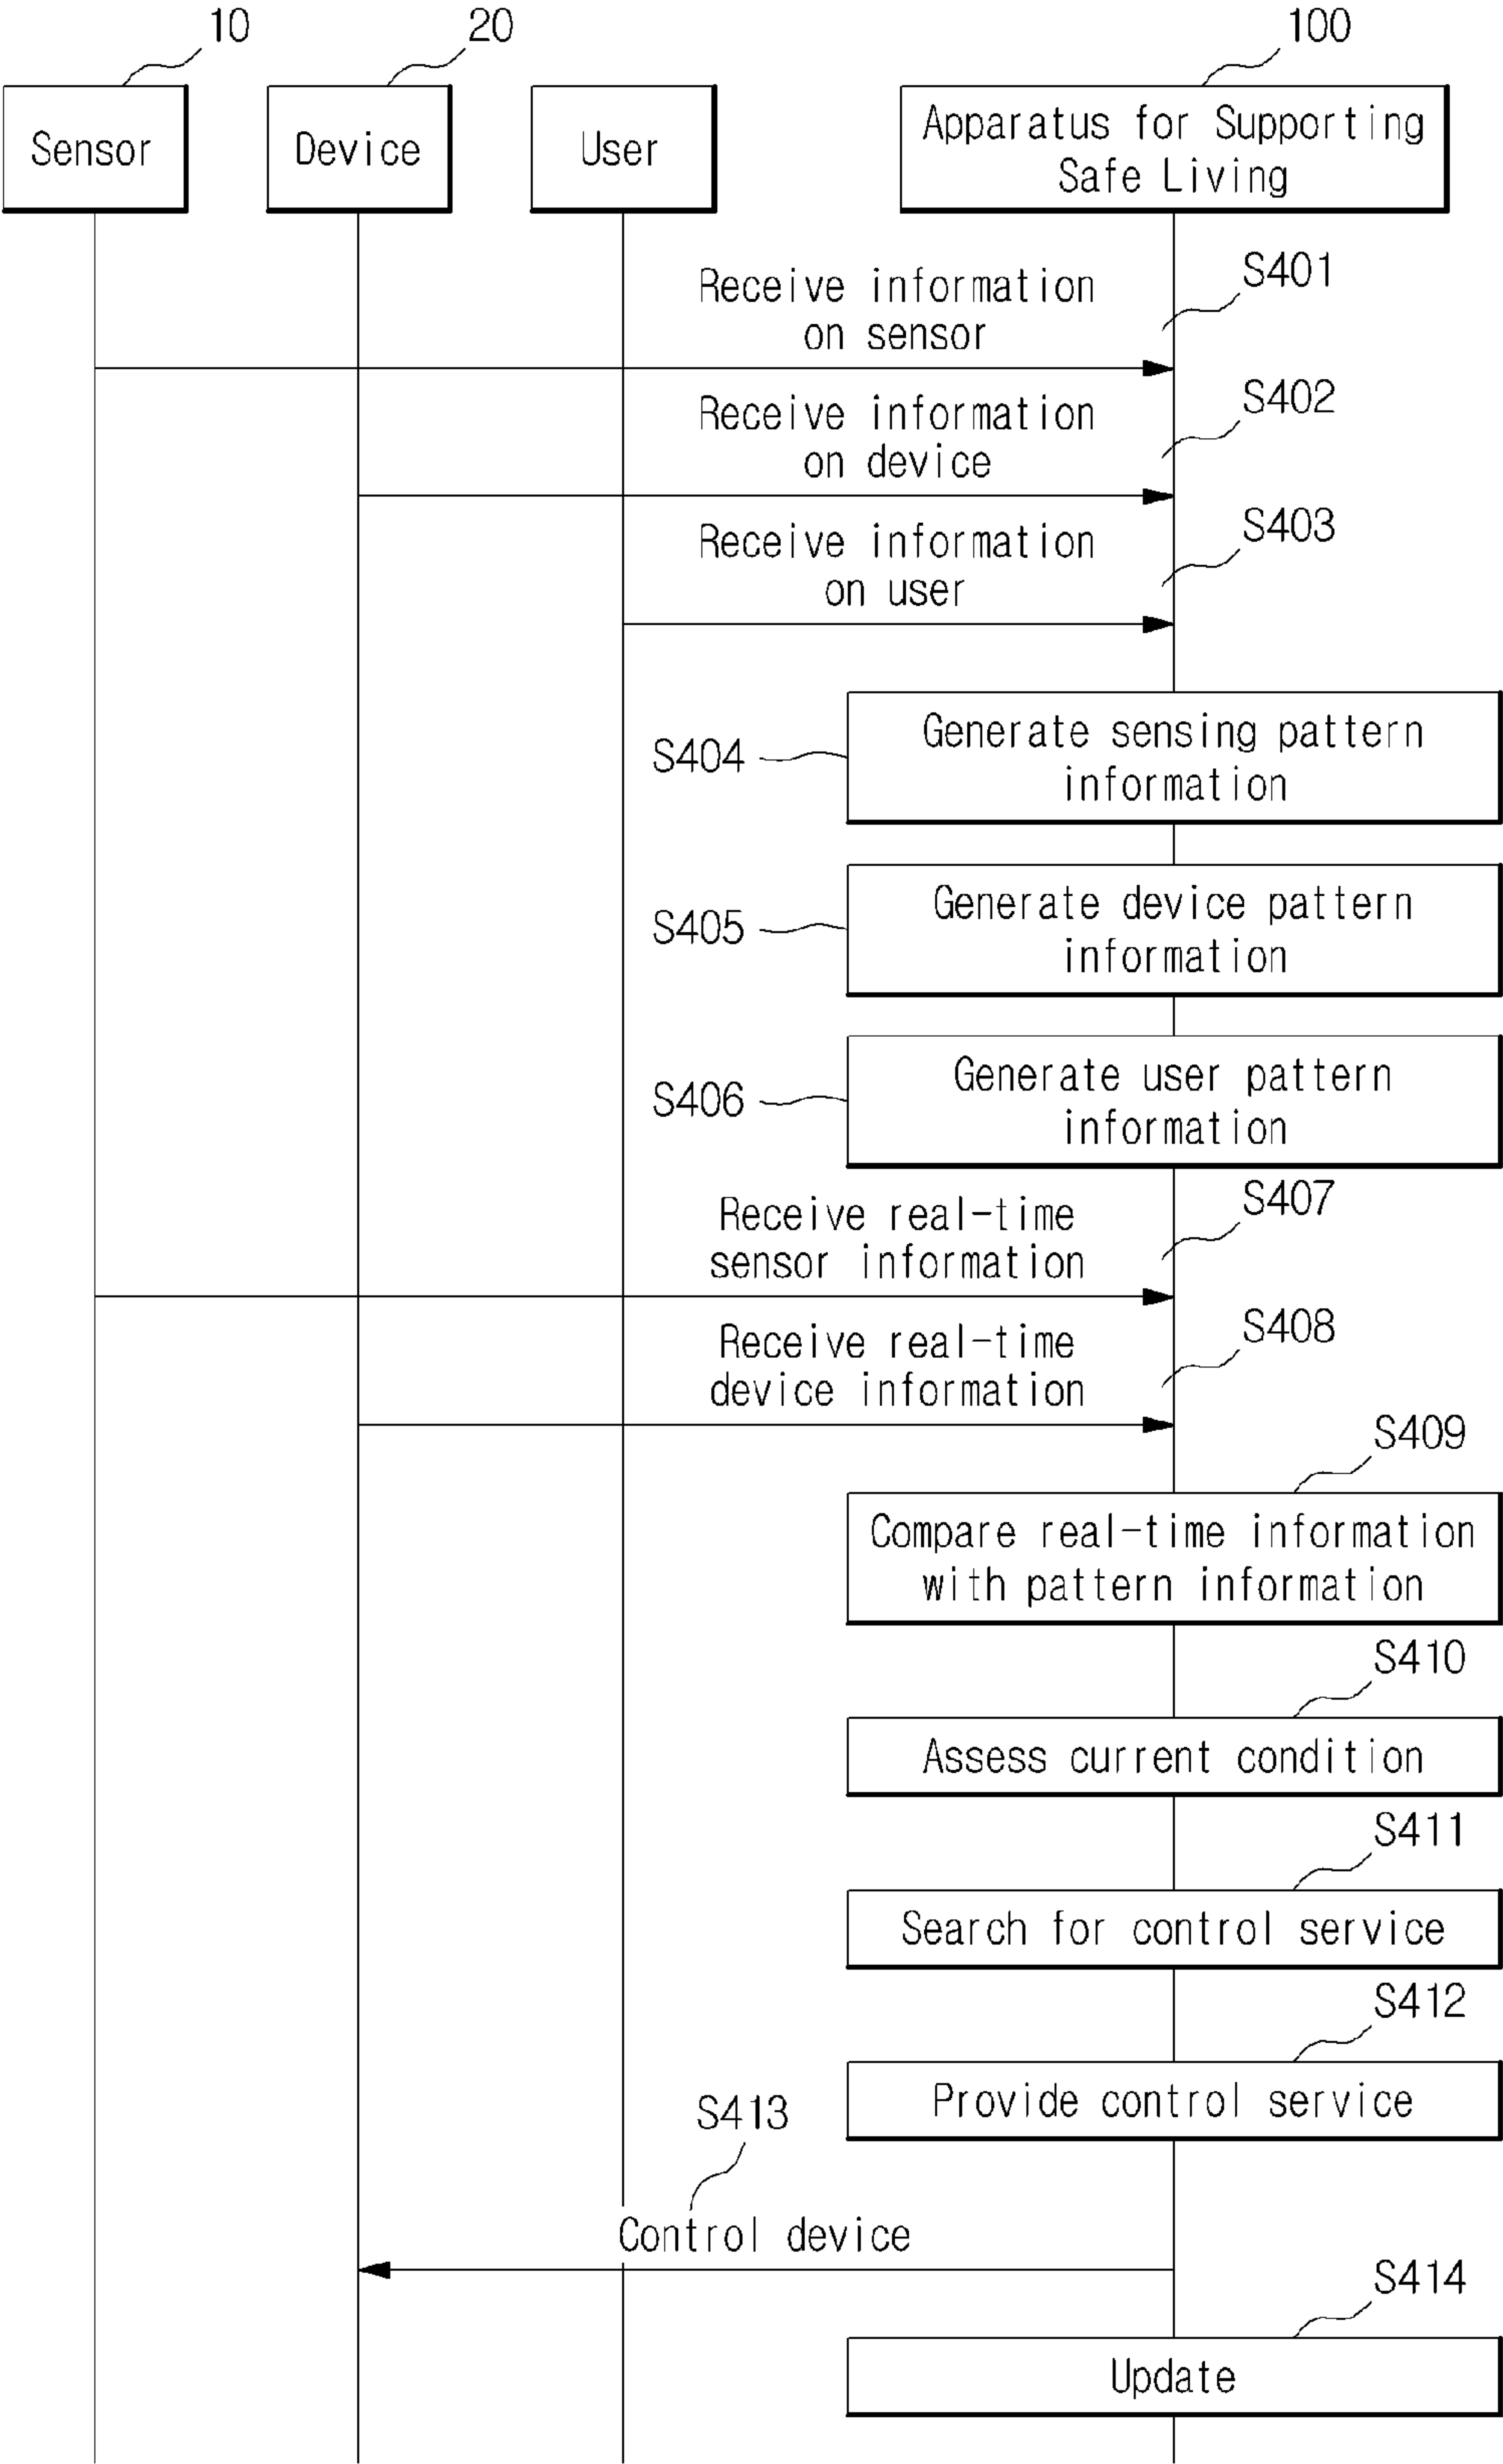 10
20
100
Sensor
Device
User
Apparatus for Supporting
Safe Living
Receive information
on sensor
S401
Receive information
on device
S402
Receive information
on user
S403
S404
Generate sensing pattern
information
S405
Generate device pattern
information
S406
Generate user pattern
information
Receive real-time
sensor information
S407
Receive real-time
device information
S408
S409
Compare real-time information
with pattern information
S410
Assess current condition
S411
Search for control service
S412
Provide control service
S413
Control device
S414
Update